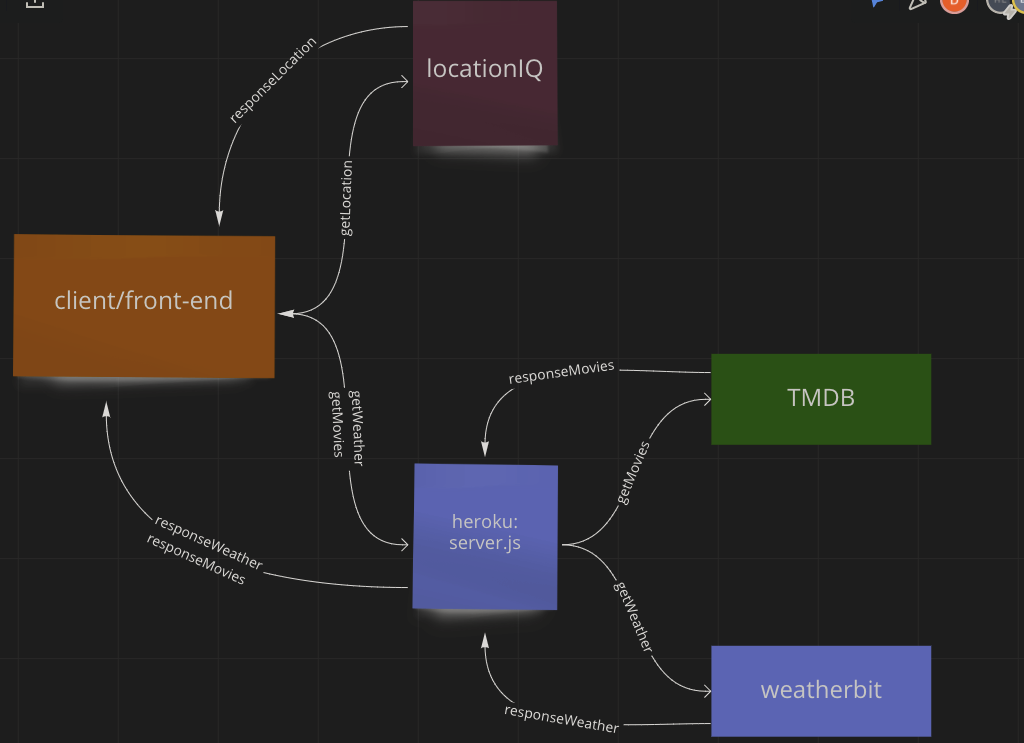 locationIQ
responseLocation
getLocation
client/front-end
responseMovies
TMDB
getWeather
getMovies
getMovies
heroku:
server.js
responseWeather
responseMovies
getWeather
weatherbit
responseWeather